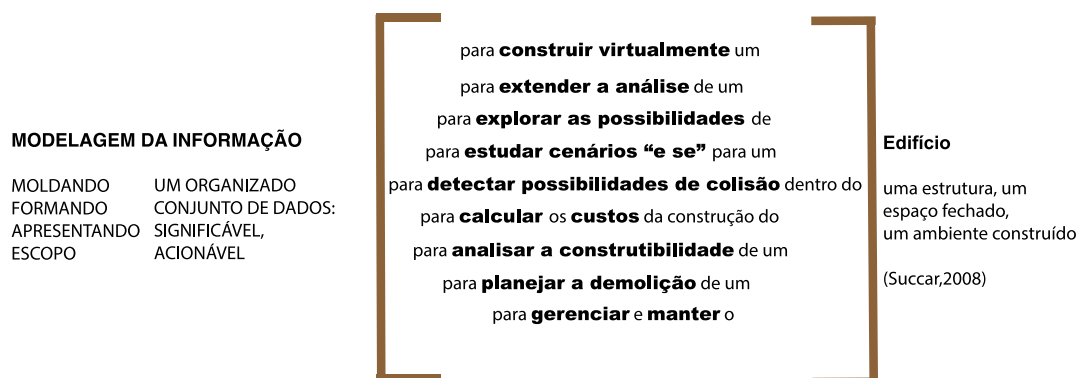 MODELAGEM DA INFORMAÇÃO
MOLDANDO UM ORGANIZADO
FORMANDO CONJUNTO DE DADOS:
APRESENTANDO SIGNIFICÁVEL,
ESCOPO ACIONÁVEL
para construir virtualmente um
para extender a análise de um
para explorar as possibilidades de
para estudar cenários “e se” para um
para detectar possibilidades de colisão dentro do
para calcular os custos da construção do
para analisar a construtibilidade de um
para planejar a demolição de um
para gerenciar e manter o
Edifício
uma estrutura, um
espaço fechado,
um ambiente construído
(Succar,2008)